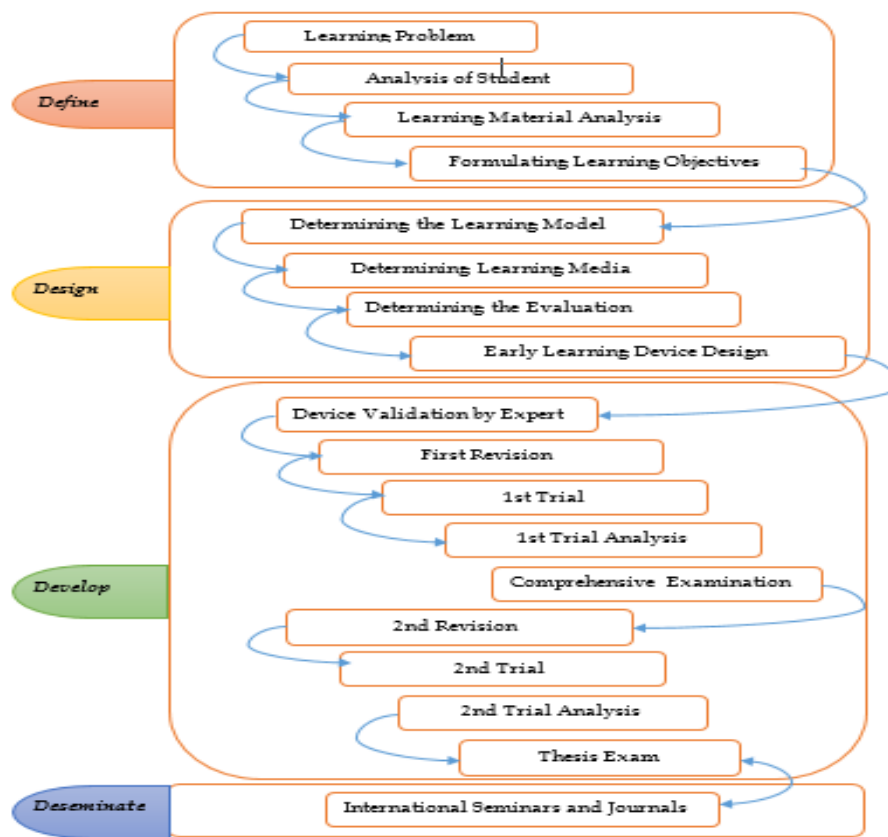 Define
Learning Problem
Analysis of Student
Learning Material Analysis
Formulating Learning Objectives
Design
Determining the Learning Model
Determining Learning Media
Determining the Evaluation
Early Learning Device Design
Develop
Device Validation by Expert
First Revision
1st Trial
1st Trial Analysis
Comprehensive Examination
2nd Revision
2nd Trial
2nd Trial Analysis
Thesis Exam
Deseminate
International Seminars and Journals